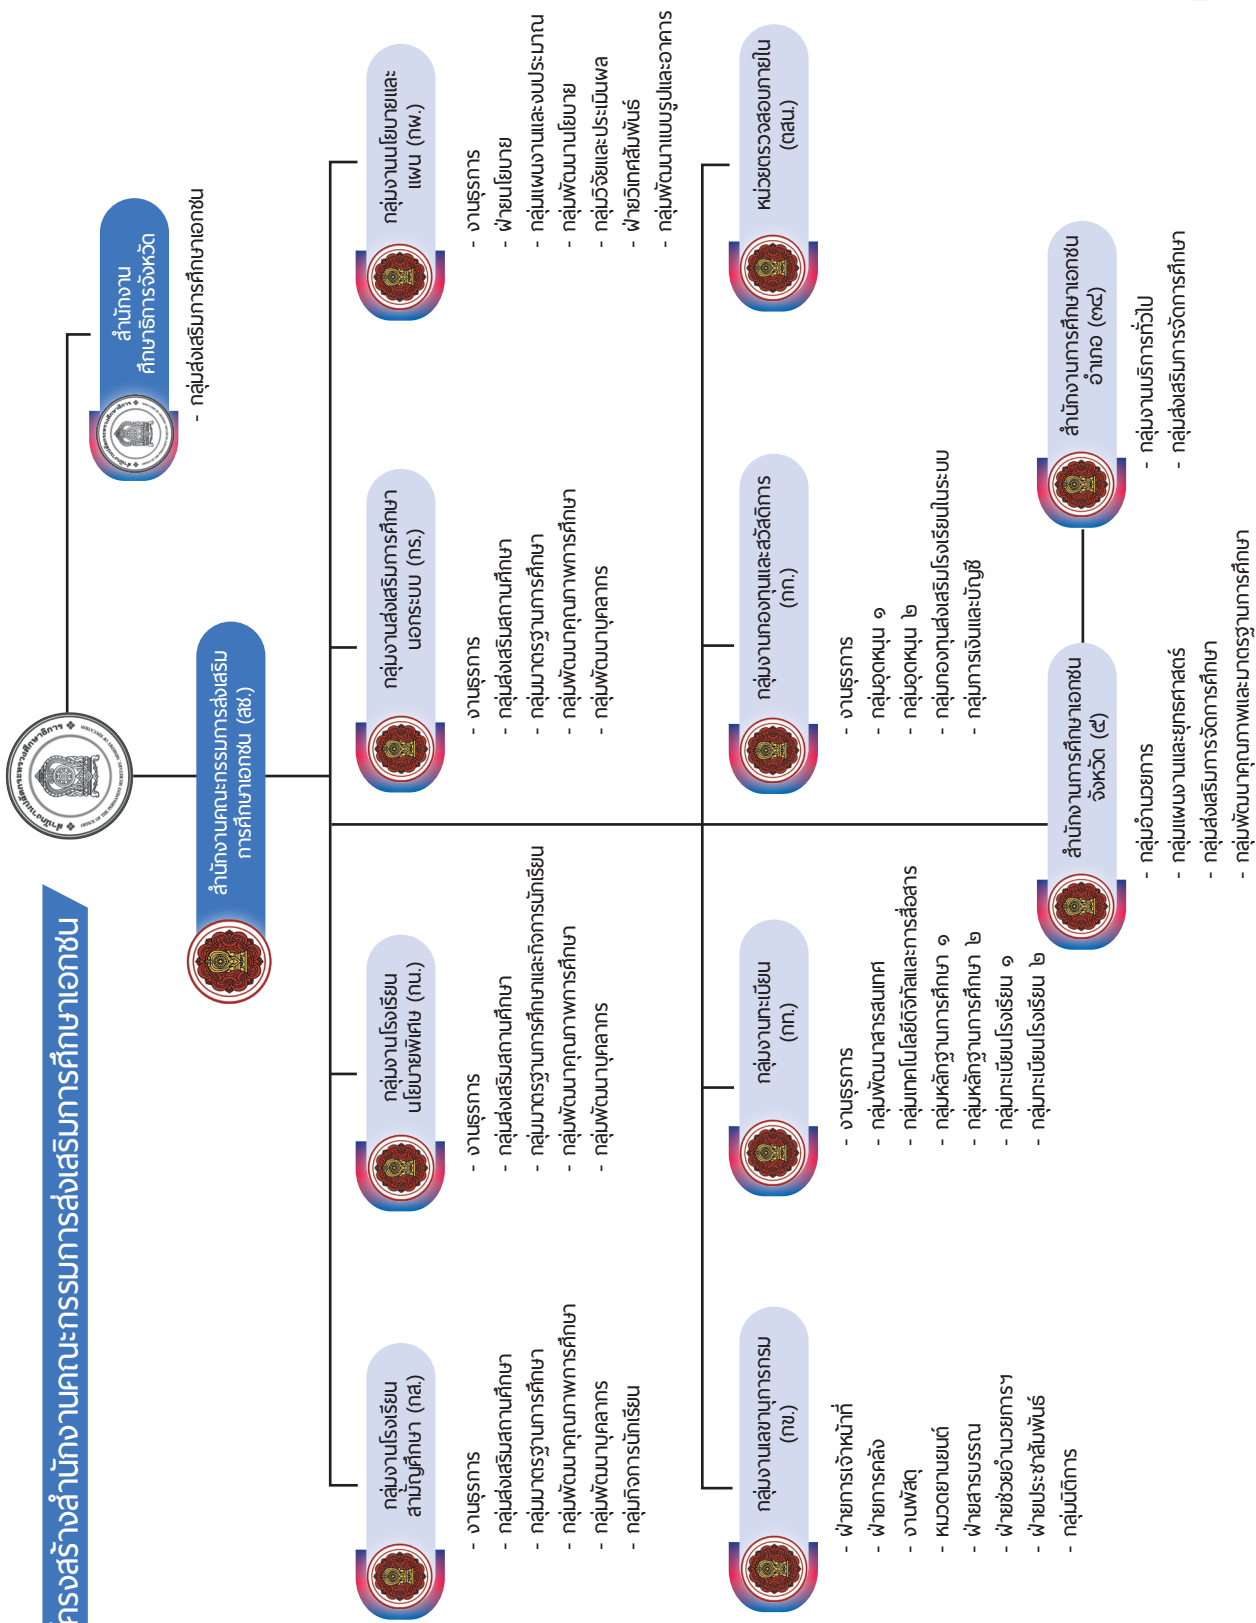 โครงสร้างสำนักงานคณะกรรมการส่งเสริมการศึกษาเอกชน
สำนักงานปลัดกระทรวงศึกษาธิการ
สำนักงานคณะกรรมการส่งเสริม
การศึกษาเอกชน (สช.)
สำนักงาน
ศึกษาธิการจังหวัด
- กลุ่มส่งเสริมการศึกษาเอกชน
กลุ่มงานโรงเรียน
สามัญศึกษา (กส.)
- งานธุรการ
- กลุ่มส่งเสริมสถานศึกษา
- กลุ่มมาตรฐานการศึกษา
- กลุ่มพัฒนาคุณภาพการศึกษา
- กลุ่มพัฒนาบุคลากร
- กลุ่มกิจการนักเรียน
กลุ่มงานโรงเรียน
นโยบายพิเศษ (กน.)
- งานธุรการ
- กลุ่มส่งเสริมสถานศึกษา
- กลุ่มมาตรฐานการศึกษาและกิจการนักเรียน
- กลุ่มพัฒนาคุณภาพการศึกษา
- กลุ่มพัฒนาบุคลากร
กลุ่มงานส่งเสริมการศึกษา
นอกระบบ (กร.)
- งานธุรการ
- กลุ่มส่งเสริมสถานศึกษา
- กลุ่มมาตรฐานการศึกษา
- กลุ่มพัฒนาคุณภาพการศึกษา
- กลุ่มพัฒนาบุคลากร
กลุ่มงานนโยบายและ
แผน (กพ.)
- งานธุรการ
- ฝ่ายนโยบาย
- กลุ่มแผนงานและงบประมาณ
- กลุ่มพัฒนานโยบาย
- กลุ่มวิจัยและประเมินผล
- ฝ่ายวิเทศสัมพันธ์
- กลุ่มพัฒนาแบบรูปและอาคาร
กลุ่มงานเลขานุการกรม
(กข.)
- ฝ่ายการเจ้าหน้าที่
- ฝ่ายการคลัง
- งานพัสดุ
- หมวดยานยนต์
- ฝ่ายสารบรรณ
- ฝ่ายช่วยอำนวยการฯ
- ฝ่ายประชาสัมพันธ์
- กลุ่มนิติการ
กลุ่มงานทะเบียน
(กท.)
- งานธุรการ
- กลุ่มพัฒนาสารสนเทศ
- กลุ่มเทคโนโลยีดิจิทัลและการสื่อสาร
- กลุ่มหลักฐานการศึกษา ๑
- กลุ่มหลักฐานการศึกษา ๒
- กลุ่มทะเบียนโรงเรียน ๑
- กลุ่มทะเบียนโรงเรียน ๒
กลุ่มงานกองทุนและสวัสดิการ
(กก.)
- งานธุรการ
- กลุ่มอุดหนุน ๑
- กลุ่มอุดหนุน ๒
- กลุ่มกองทุนส่งเสริมโรงเรียนในระบบ
- กลุ่มการเงินและบัญชี
หน่วยตรวจสอบภายใน
(ตสน.)
สำนักงานการศึกษาเอกชน
จังหวัด (๕)
- กลุ่มอำนวยการ
- กลุ่มแผนงานและยุทธศาสตร์
- กลุ่มส่งเสริมการจัดการศึกษา
- กลุ่มพัฒนาคุณภาพและมาตรฐานการศึกษา
สำนักงานการศึกษาเอกชน
อำเภอ (๓๔)
- กลุ่มงานบริการทั่วไป
- กลุ่มส่งเสริมการจัดการศึกษา